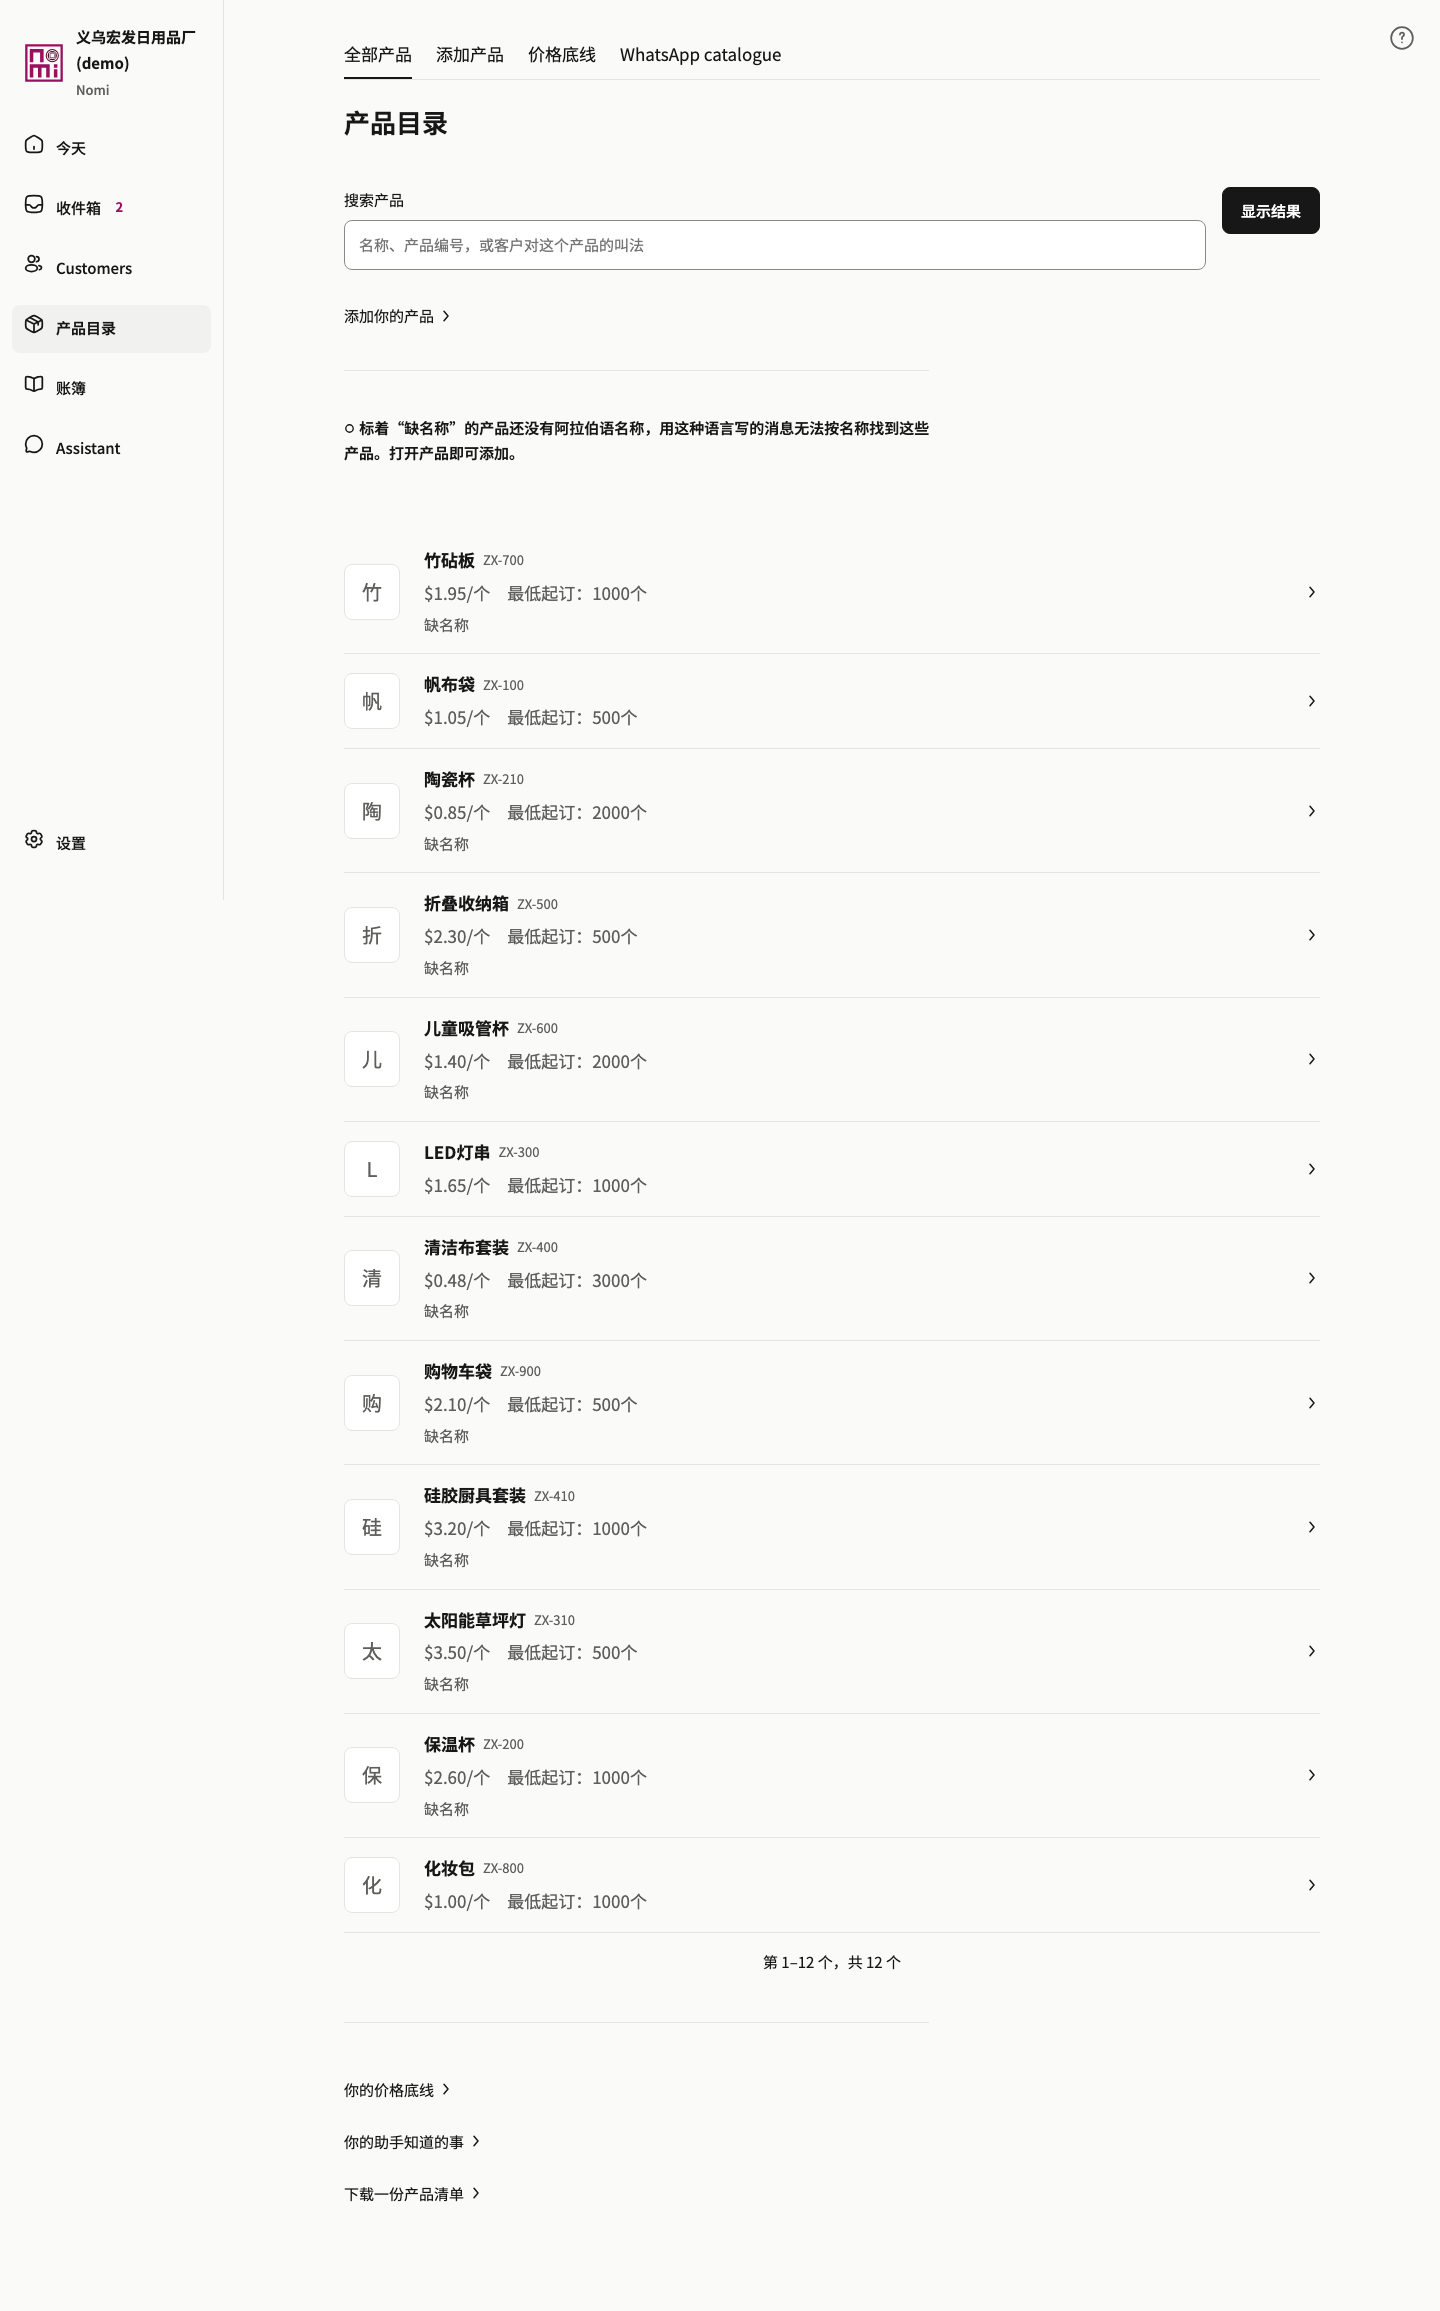 义乌宏发日用品厂
(demo)
Nomi
今天
收件箱 2
Customers
产品目录
账簿
Assistant
设置
全部产品 添加产品 价格底线 WhatsApp catalogue
产品目录
搜索产品
名称、产品编号，或客户对这个产品的叫法
显示结果
添加你的产品
标着“缺名称”的产品还没有阿拉伯语名称，用这种语言写的消息无法按名称找到这些
产品。打开产品即可添加。
竹
竹砧板 ZX-700
$1.95/个 最低起订：1000个
缺名称
帆
帆布袋 ZX-100
$1.05/个 最低起订：500个
陶
陶瓷杯 ZX-210
$0.85/个 最低起订：2000个
缺名称
折
折叠收纳箱 ZX-500
$2.30/个 最低起订：500个
缺名称
儿
儿童吸管杯 ZX-600
$1.40/个 最低起订：2000个
缺名称
L
LED灯串 ZX-300
$1.65/个 最低起订：1000个
清
清洁布套装 ZX-400
$0.48/个 最低起订：3000个
缺名称
购
购物车袋 ZX-900
$2.10/个 最低起订：500个
缺名称
硅
硅胶厨具套装 ZX-410
$3.20/个 最低起订：1000个
缺名称
太
太阳能草坪灯 ZX-310
$3.50/个 最低起订：500个
缺名称
保
保温杯 ZX-200
$2.60/个 最低起订：1000个
缺名称
化
化妆包 ZX-800
$1.00/个 最低起订：1000个
第 1–12 个，共 12 个
你的价格底线
你的助手知道的事
下载一份产品清单